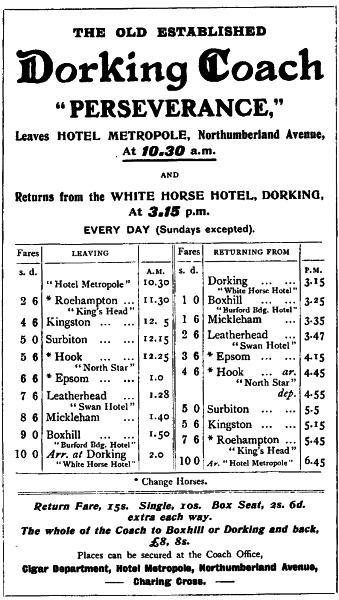 THE OLD ESTABLISHED
Dorking Coach
"PERSEVERANCE,"
Leaves HOTEL METROPOLE, Northumberland Avenue,
At 10.30 a.m.
AND
Returns from the WHITE HORSE HOTEL, DORKING,
At 3.15 p.m.
EVERY DAY (Sundays excepted).
Fares LEAVING
s. d. A.M.
"Hotel Metropole" 10.30
2 6 * Roehampton ... ... 11.30
"King's Head"
4 6 Kingston ... ... 12. 5
5 0 Surbiton ... ... 12.15
5 6 * Hook ... ... 12.25
"North Star"
6 6 * Epsom ... ... 1.0
7 6 Leatherhead ... 1.28
"Swan Hotel"
8 6 Mickleham ... 1.40
9 0 Boxhill ... ... 1.50
"Burford Bdg. Hotel"
10 0 Arr. at Dorking 2.0
"White Horse Hotel"
Fares RETURNING FROM
s. d. P.M.
Dorking ... ... 3.15
"White Horse Hotel"
1 0 Boxhill ... ... 3.25
"Burford Bdg. Hotel"
1 6 Mickleham ... 3.35
2 6 Leatherhead ... 3.47
"Swan Hotel"
3 6 * Epsom ... ... 4.15
4 6 * Hook ... ar. 4.45
"North Star"
dep. 4.55
5 0 Surbiton ... ... 5.5
5 6 Kingston ... ... 5.15
7 6 * Roehampton ... 5.45
"King's Head"
10 0 Ar. "Hotel Metropole" 6.45
* Change Horses.
Return Fare, 15s. Single, 10s. Box Seat, 2s. 6d.
extra each way.
The whole of the Coach to Boxhill or Dorking and back,
£8, 8s.
Places can be secured at the Coach Office,
Cigar Department, Hotel Metropole, Northumberland Avenue,
— Charing Cross. —